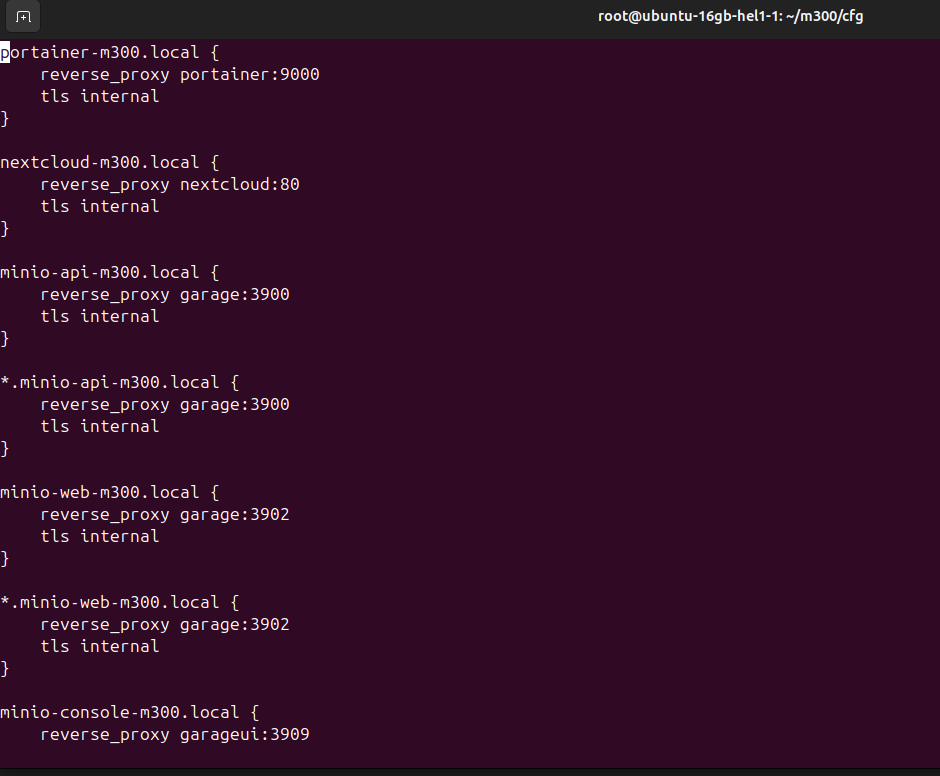 root@ubuntu-16gb-hel1-1: ~/m300/cfg
portainer-m300.local {
    reverse_proxy portainer:9000
    tls internal
}

nextcloud-m300.local {
    reverse_proxy nextcloud:80
    tls internal
}

minio-api-m300.local {
    reverse_proxy garage:3900
    tls internal
}

*.minio-api-m300.local {
    reverse_proxy garage:3900
    tls internal
}

minio-web-m300.local {
    reverse_proxy garage:3902
    tls internal
}

*.minio-web-m300.local {
    reverse_proxy garage:3902
    tls internal
}

minio-console-m300.local {
    reverse_proxy garageui:3909